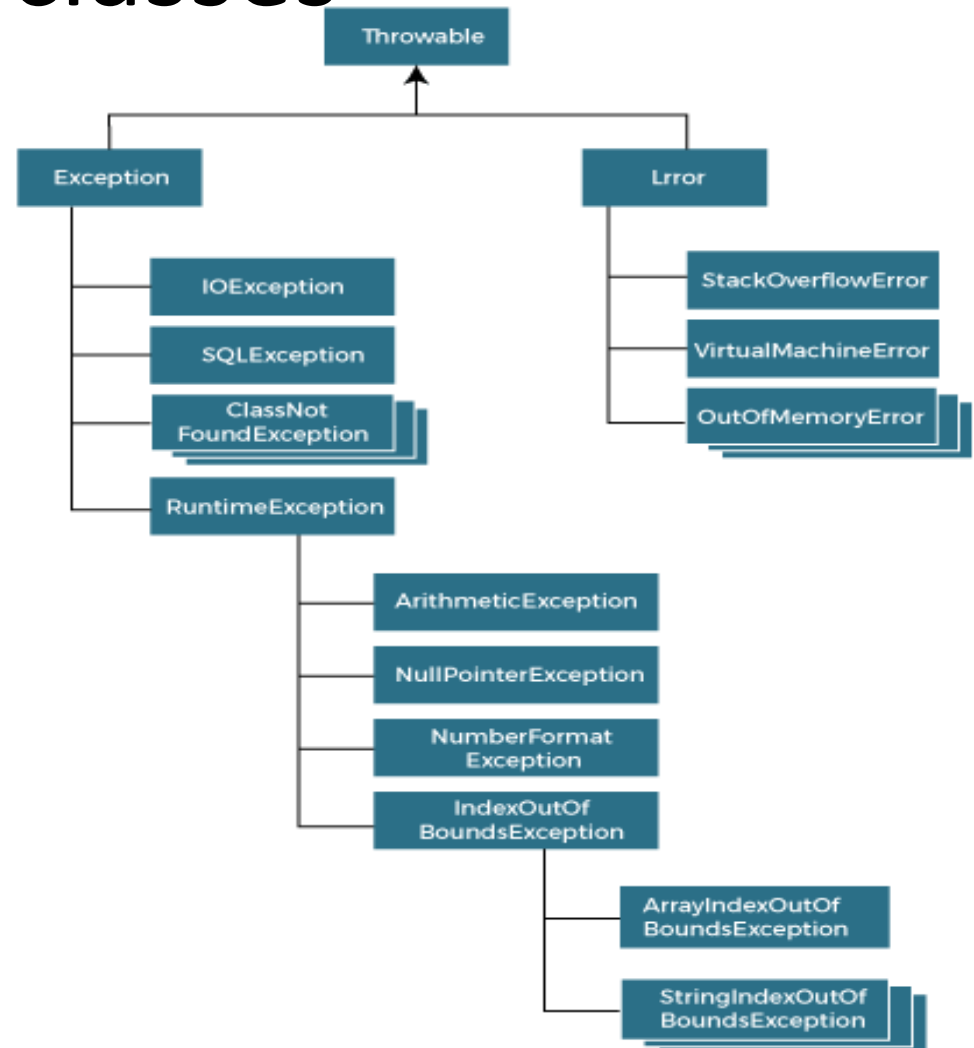 classes
Throwable
Exception
Lrror
IOException
SQLException
ClassNot
FoundException
RuntimeException
StackOverflowError
VirtualMachineError
OutOfMemoryError
ArithmeticException
NullPointerException
NumberFormat
Exception
IndexOutOf
BoundsException
ArrayIndexOutOf
BoundsException
StringIndexOutOf
BoundsException